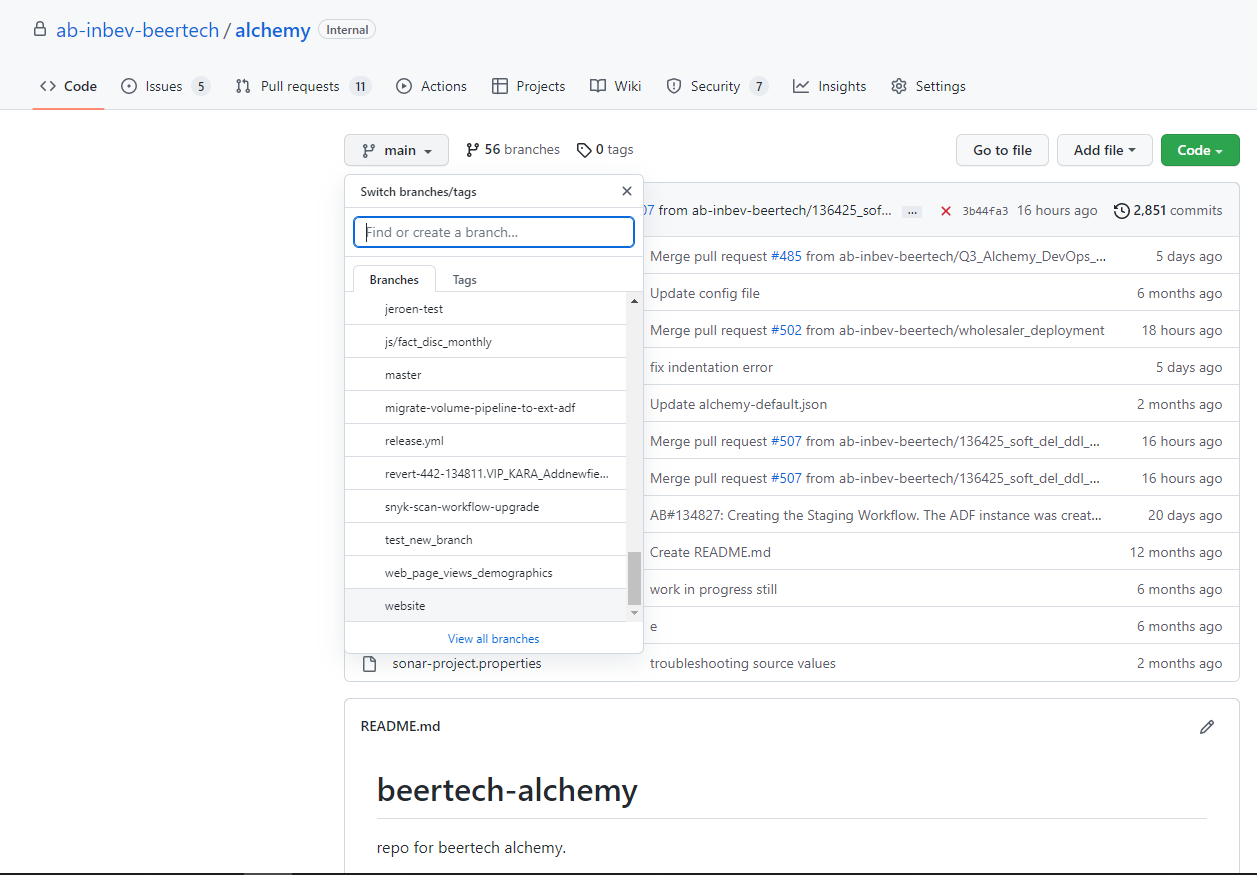 ab-inbev-beertech / alchemy Internal
Code Issues 5 Pull requests 11 Actions Projects Wiki Security 7 Insights Settings
main 56 branches 0 tags Go to file Add file Code
Switch branches/tags
Find or create a branch...
Branches Tags
jeroen-test
js/fact_disc_monthly
master
migrate-volume-pipeline-to-ext-adf
release.yml
revert-442-134811.VIP_KARA_Addnewfie...
snyk-scan-workflow-upgrade
test_new_branch
web_page_views_demographics
website
View all branches
07 from ab-inbev-beertech/136425_sof... ... 3b44fa3 16 hours ago 2,851 commits
Merge pull request #485 from ab-inbev-beertech/Q3_Alchemy_DevOps_... 5 days ago
Update config file 6 months ago
Merge pull request #502 from ab-inbev-beertech/wholesaler_deployment 18 hours ago
fix indentation error 5 days ago
Update alchemy-default.json 2 months ago
Merge pull request #507 from ab-inbev-beertech/136425_soft_del_ddl_... 16 hours ago
Merge pull request #507 from ab-inbev-beertech/136425_soft_del_ddl_... 16 hours ago
AB#134827: Creating the Staging Workflow. The ADF instance was creat... 20 days ago
Create README.md 12 months ago
work in progress still 6 months ago
e 6 months ago
sonar-project.properties troubleshooting source values 2 months ago
README.md
beertech-alchemy
repo for beertech alchemy.